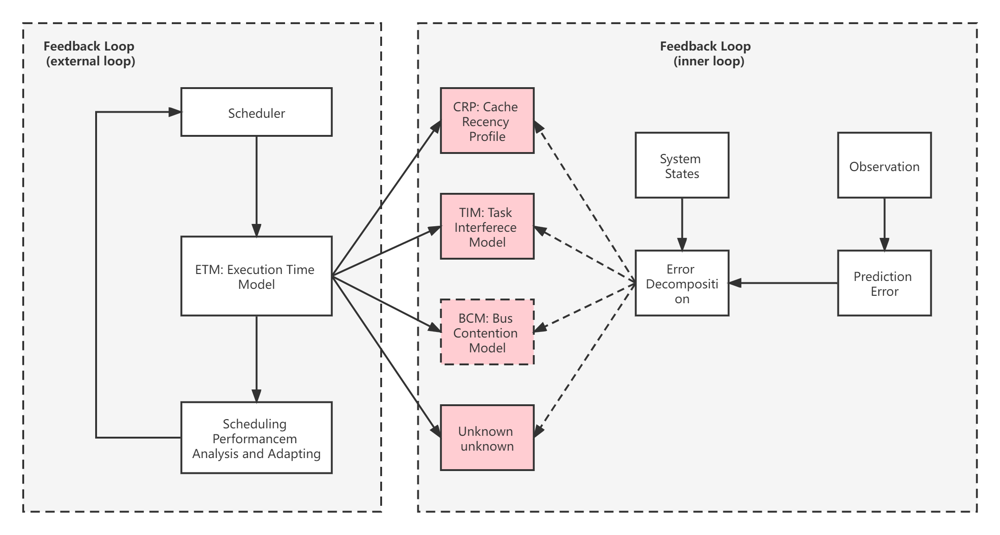 Feedback Loop
(external loop)
Scheduler
ETM: Execution Time
Model
Scheduling
Performancem
Analysis and Adapting
Feedback Loop
(inner loop)
CRP: Cache
Recency
Profile
TIM: Task
Interferece
Model
BCM: Bus
Contention
Model
Unknown
unknown
System
States
Error
Decompositi
on
Observation
Prediction
Error